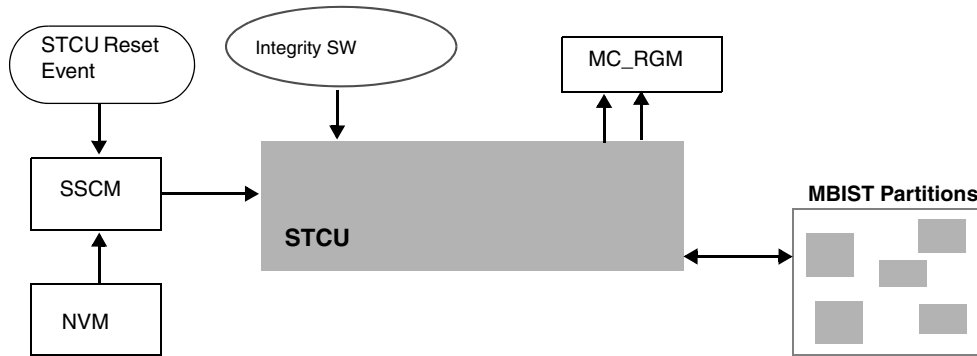 STCU Reset
Event
Integrity SW
MC_RGM
SSCM
MBIST Partitions
STCU
NVM